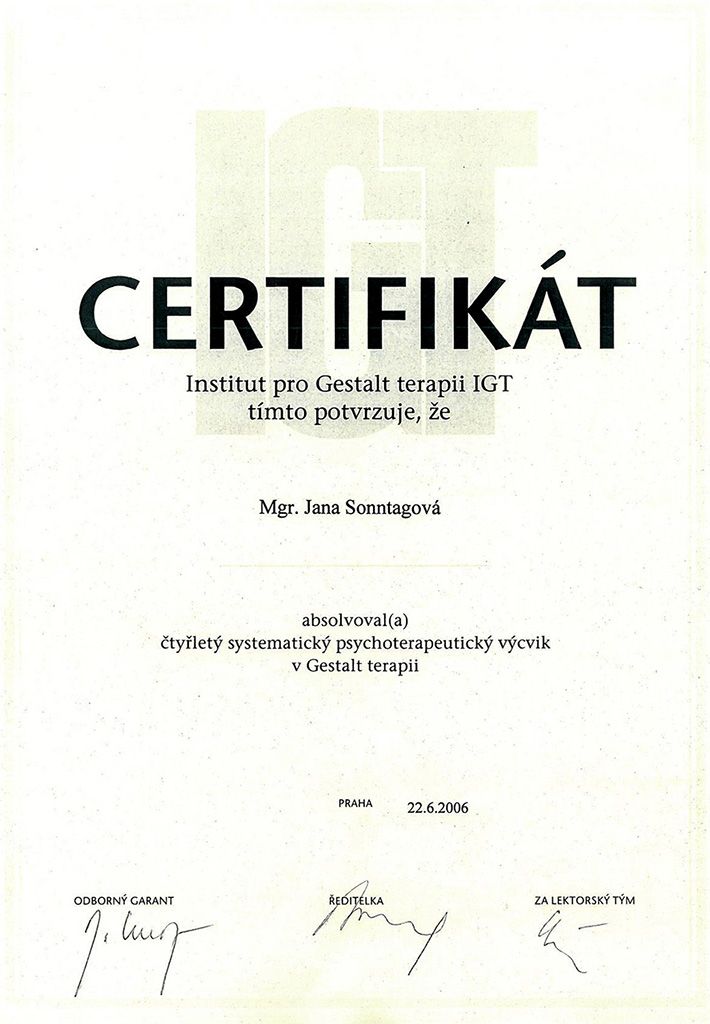 IGT
CERTIFIKÁT
Institut pro Gestalt terapii IGT
tímto potvrzuje, že
Mgr. Jana Sonntagová
absolvoval(a)
čtyřletý systematický psychoterapeutický výcvik
v Gestalt terapii
PRAHA 22.6.2006
ODBORNÝ GARANT ŘEDITELKA ZA LEKTORSKÝ TÝM